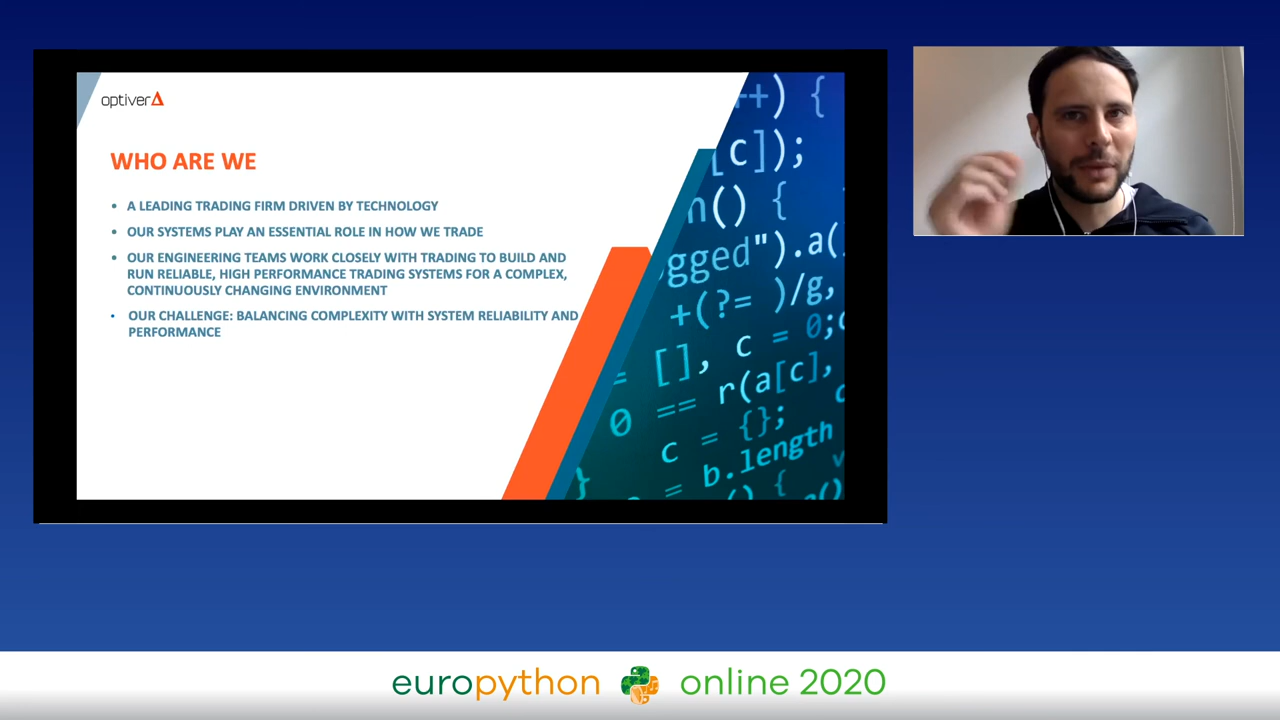 optiver
WHO ARE WE
• A LEADING TRADING FIRM DRIVEN BY TECHNOLOGY
• OUR SYSTEMS PLAY AN ESSENTIAL ROLE IN HOW WE TRADE
• OUR ENGINEERING TEAMS WORK CLOSELY WITH TRADING TO BUILD AND
RUN RELIABLE, HIGH PERFORMANCE TRADING SYSTEMS FOR A COMPLEX,
CONTINUOUSLY CHANGING ENVIRONMENT
• OUR CHALLENGE: BALANCING COMPLEXITY WITH SYSTEM RELIABILITY AND
PERFORMANCE
++) {
[c]);
n() {
gged").a(
+(?= )/g,
= [], c = 0;
0 == r(a[c],
c = {};
} = b.length
() {
europython online 2020